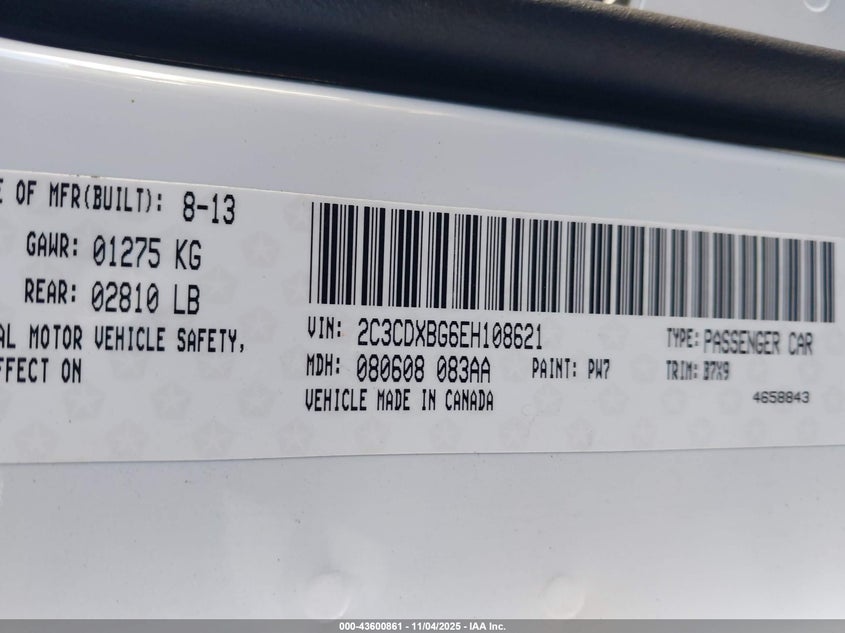 E OF MFR(BUILT): 8-13
GAWR: 01275 KG
REAR: 02810 LB
AL MOTOR VEHICLE SAFETY,
FFECT ON
VIN: 2C3CDXBG6EH108621 TYPE: PASSENGER CAR
MDH: 080608 083AA PAINT: PW7 TRIM: B7X9
VEHICLE MADE IN CANADA 4658843
000-43600861 - 11/04/2025 - IAA Inc.